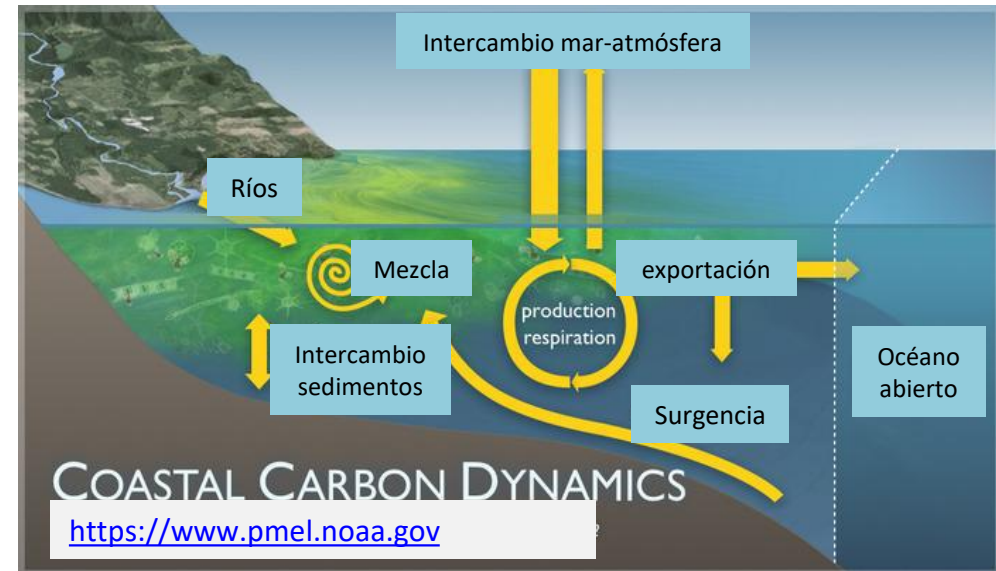 Intercambio mar-atmósfera
Ríos
Mezcla
exportación
production
respiration
Intercambio
sedimentos
Océano
abierto
Surgencia
COASTAL CARBON DYNAMICS
https://www.pmel.noaa.gov